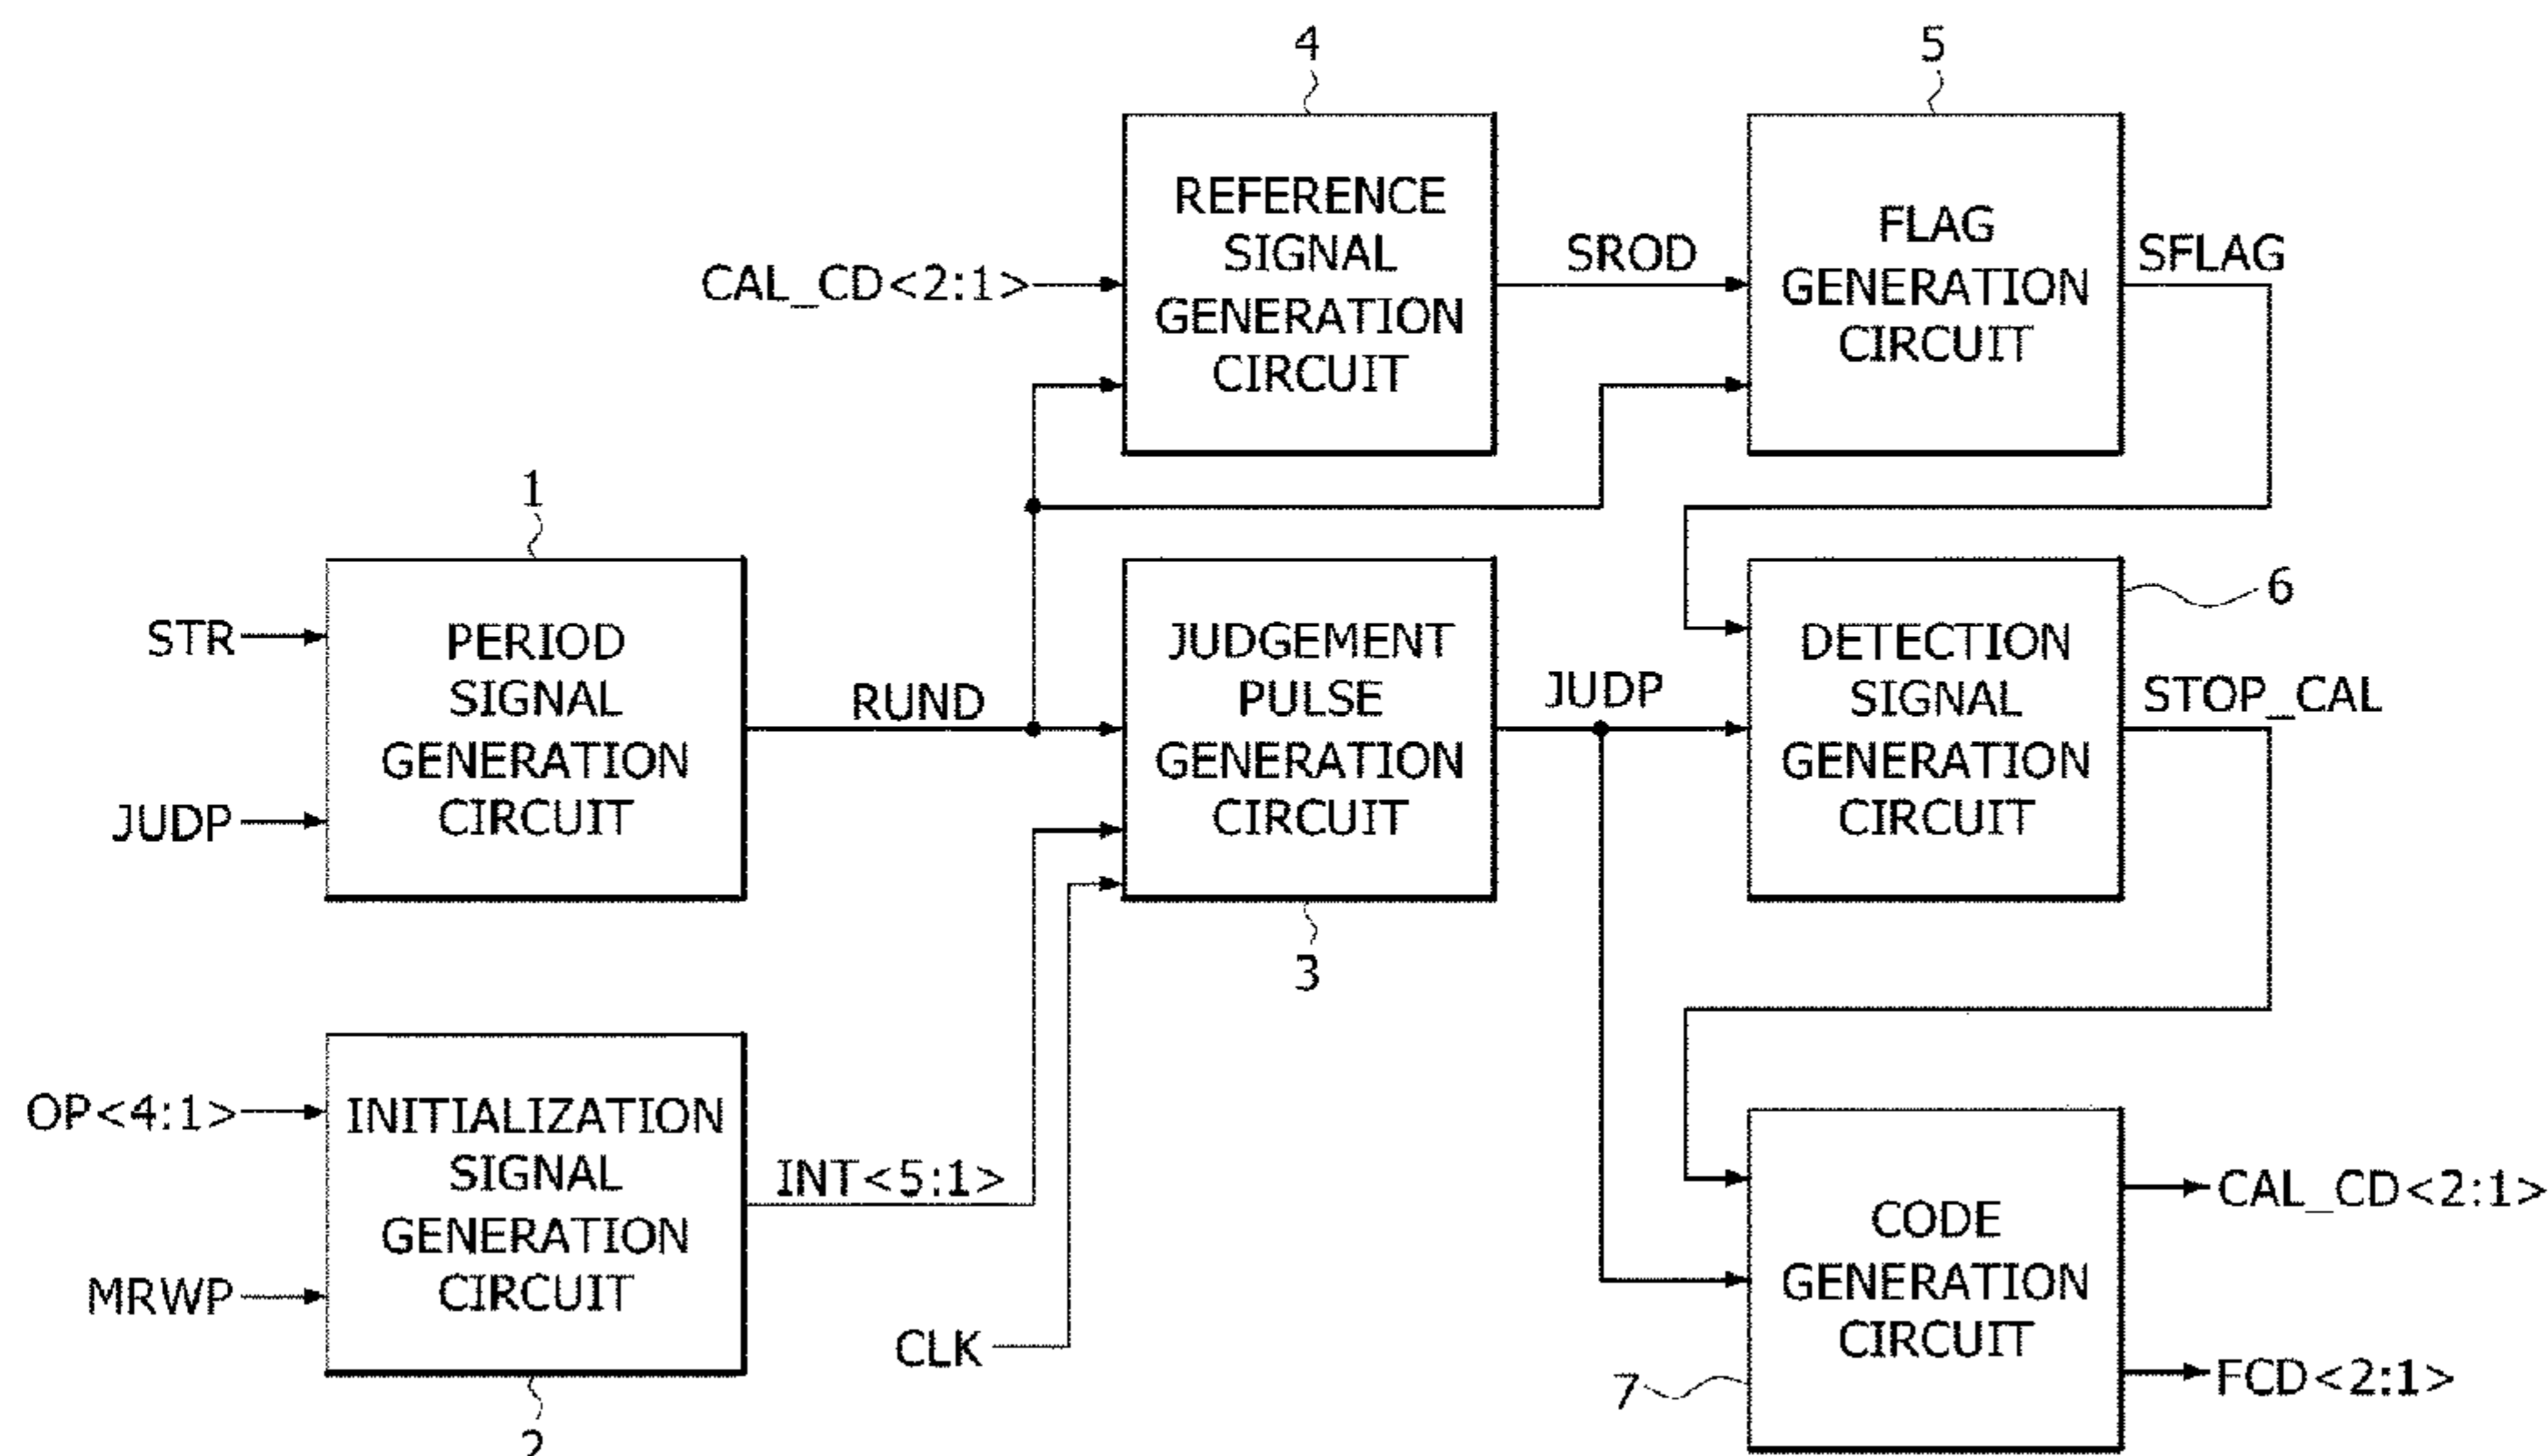 4
5
REFERENCE
SIGNAL
GENERATION
CIRCUIT
CAL_CD<2:1>
SROD
FLAG
GENERATION
CIRCUIT
SFLAG
1
STR
JUDP
PERIOD
SIGNAL
GENERATION
CIRCUIT
RUND
JUDGEMENT
PULSE
GENERATION
CIRCUIT
3
JUDP
DETECTION
SIGNAL
GENERATION
CIRCUIT
6
STOP_CAL
OP<4:1>
MRWP
INITIALIZATION
SIGNAL
GENERATION
CIRCUIT
2
INT<5:1>
CLK
CODE
GENERATION
CIRCUIT
7
CAL_CD<2:1>
FCD<2:1>